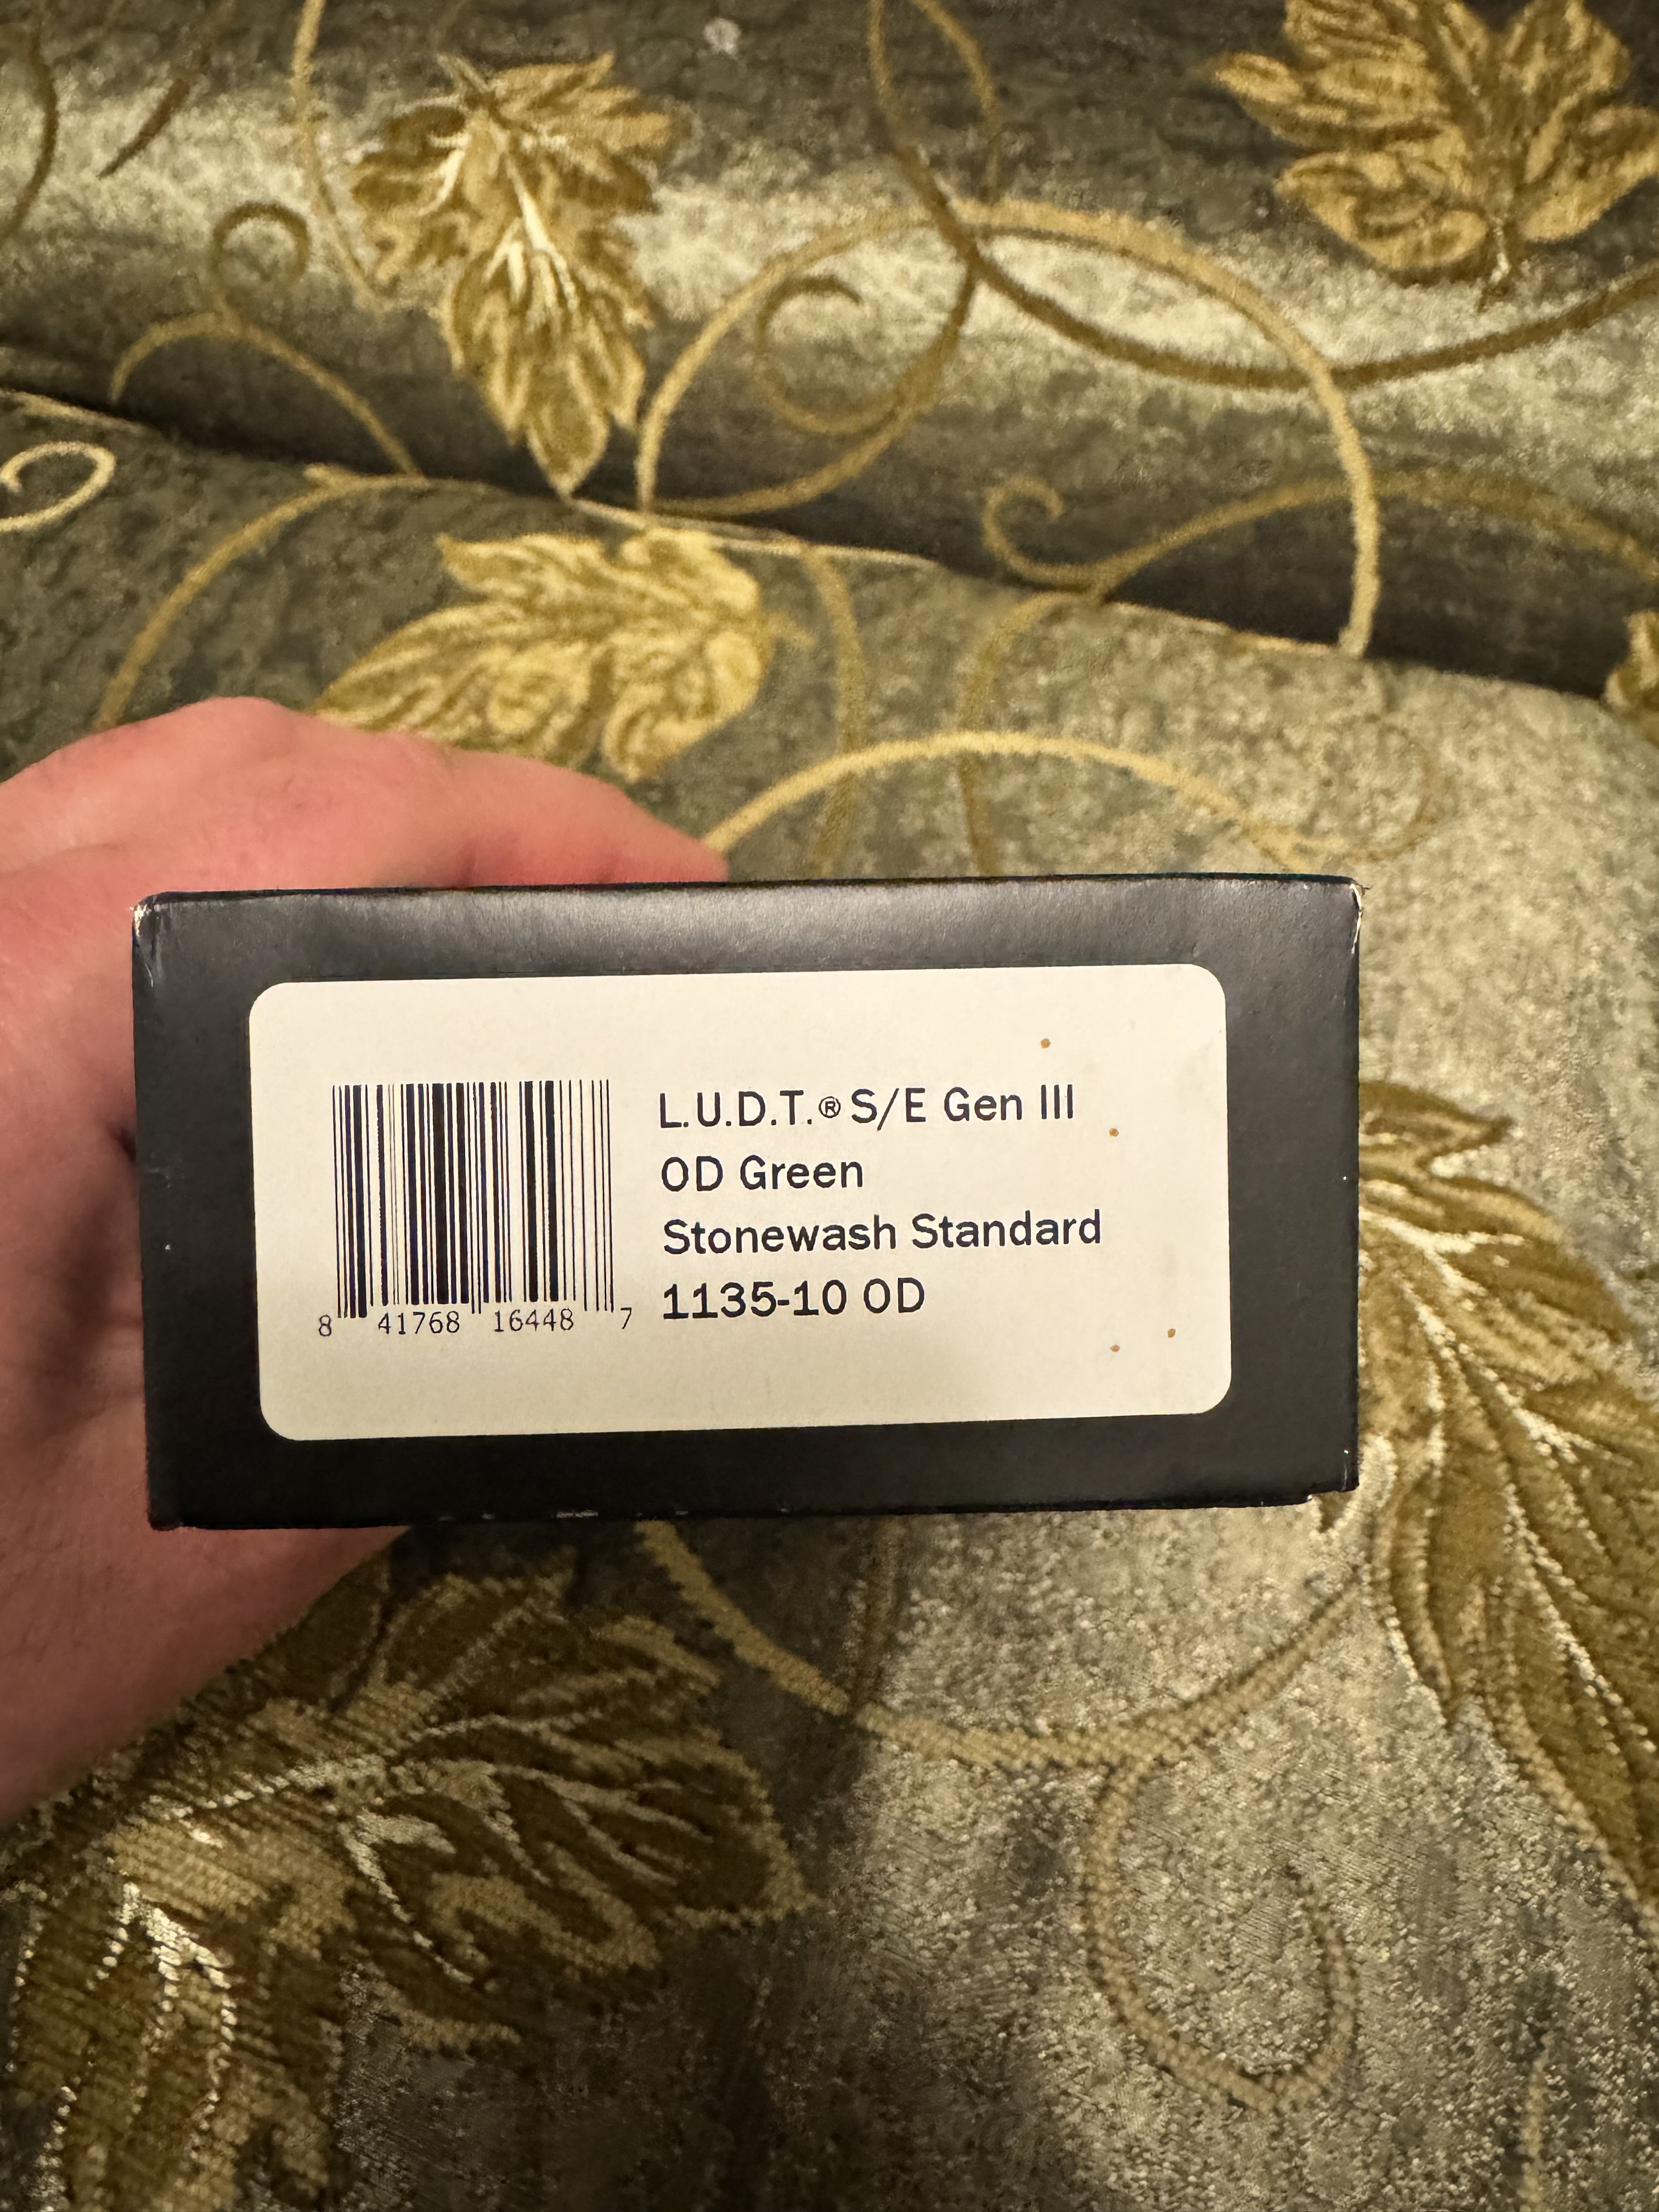 L.U.D.T.® S/E Gen III
OD Green
Stonewash Standard
1135-10 OD
8 41768 16448 7